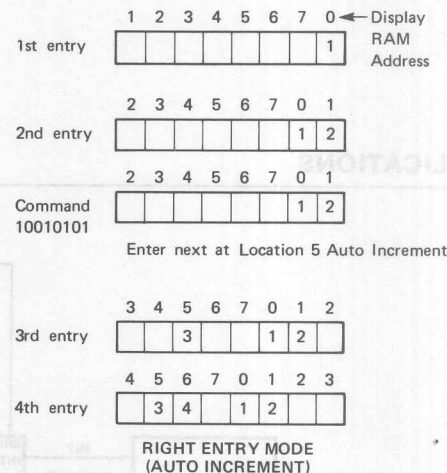 1 2 3 4 5 6 7 0 ← Display
RAM
Address
1st entry 1
2 3 4 5 6 7 0 1
2nd entry 1 2
2 3 4 5 6 7 0 1
Command
10010101 1 2
Enter next at Location 5 Auto Increment
3 4 5 6 7 0 1 2
3rd entry 3 1 2
4 5 6 7 0 1 2 3
4th entry 3 4 1 2
RIGHT ENTRY MODE
(AUTO INCREMENT)